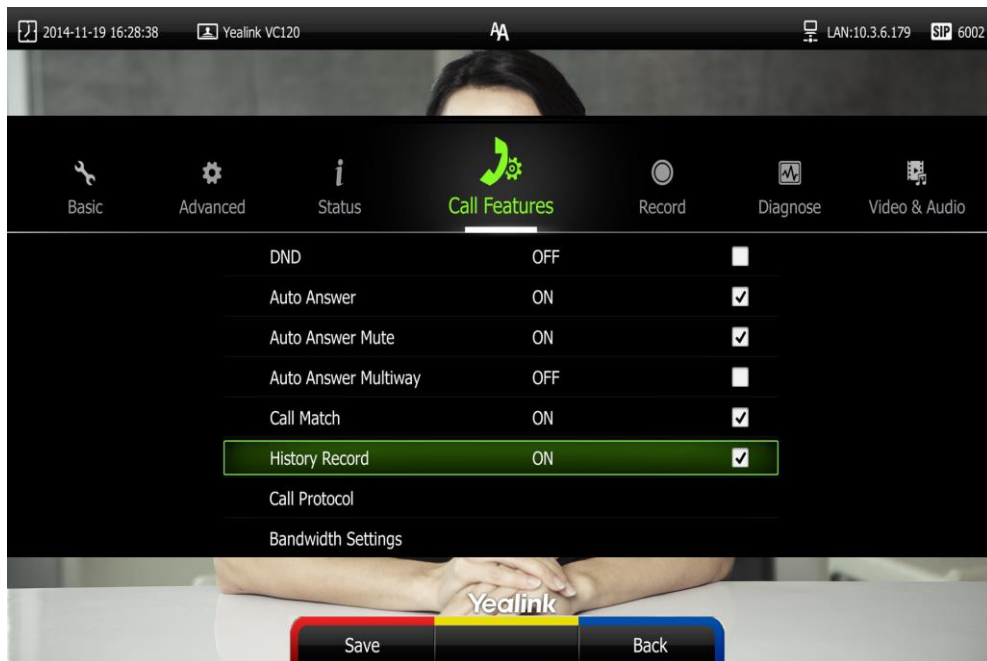 2014-11-19 16:28:38 Yealink VC120 AA LAN:10.3.6.179 SIP 6002
Basic Advanced Status Call Features Record Diagnose Video & Audio
DND OFF
Auto Answer ON
Auto Answer Mute ON
Auto Answer Multiway OFF
Call Match ON
History Record ON
Call Protocol
Bandwidth Settings
Yealink
Save Back